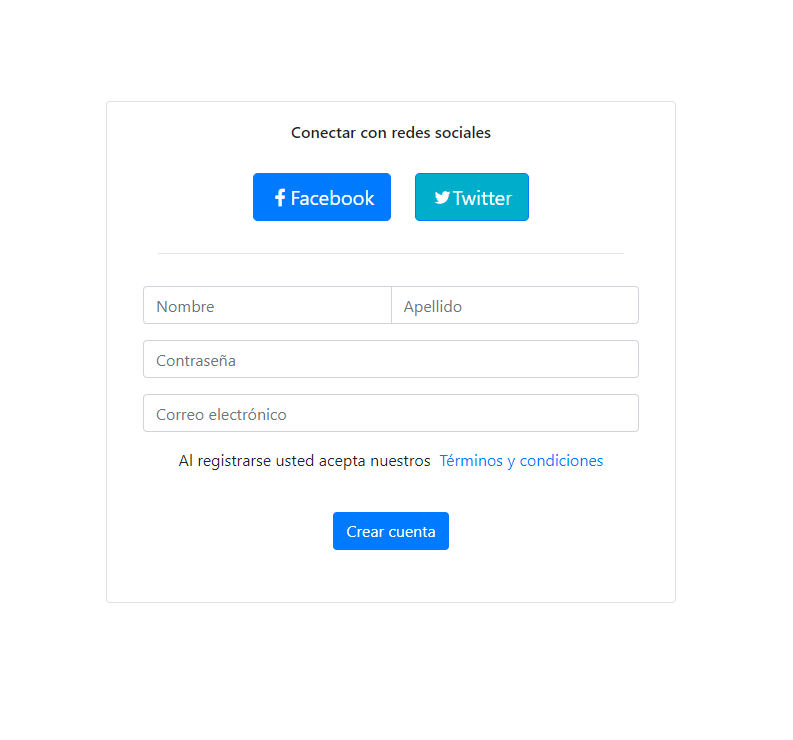 Conectar con redes sociales
Facebook Twitter
Nombre Apellido
Contraseña
Correo electrónico
Al registrarse usted acepta nuestros Términos y condiciones
Crear cuenta